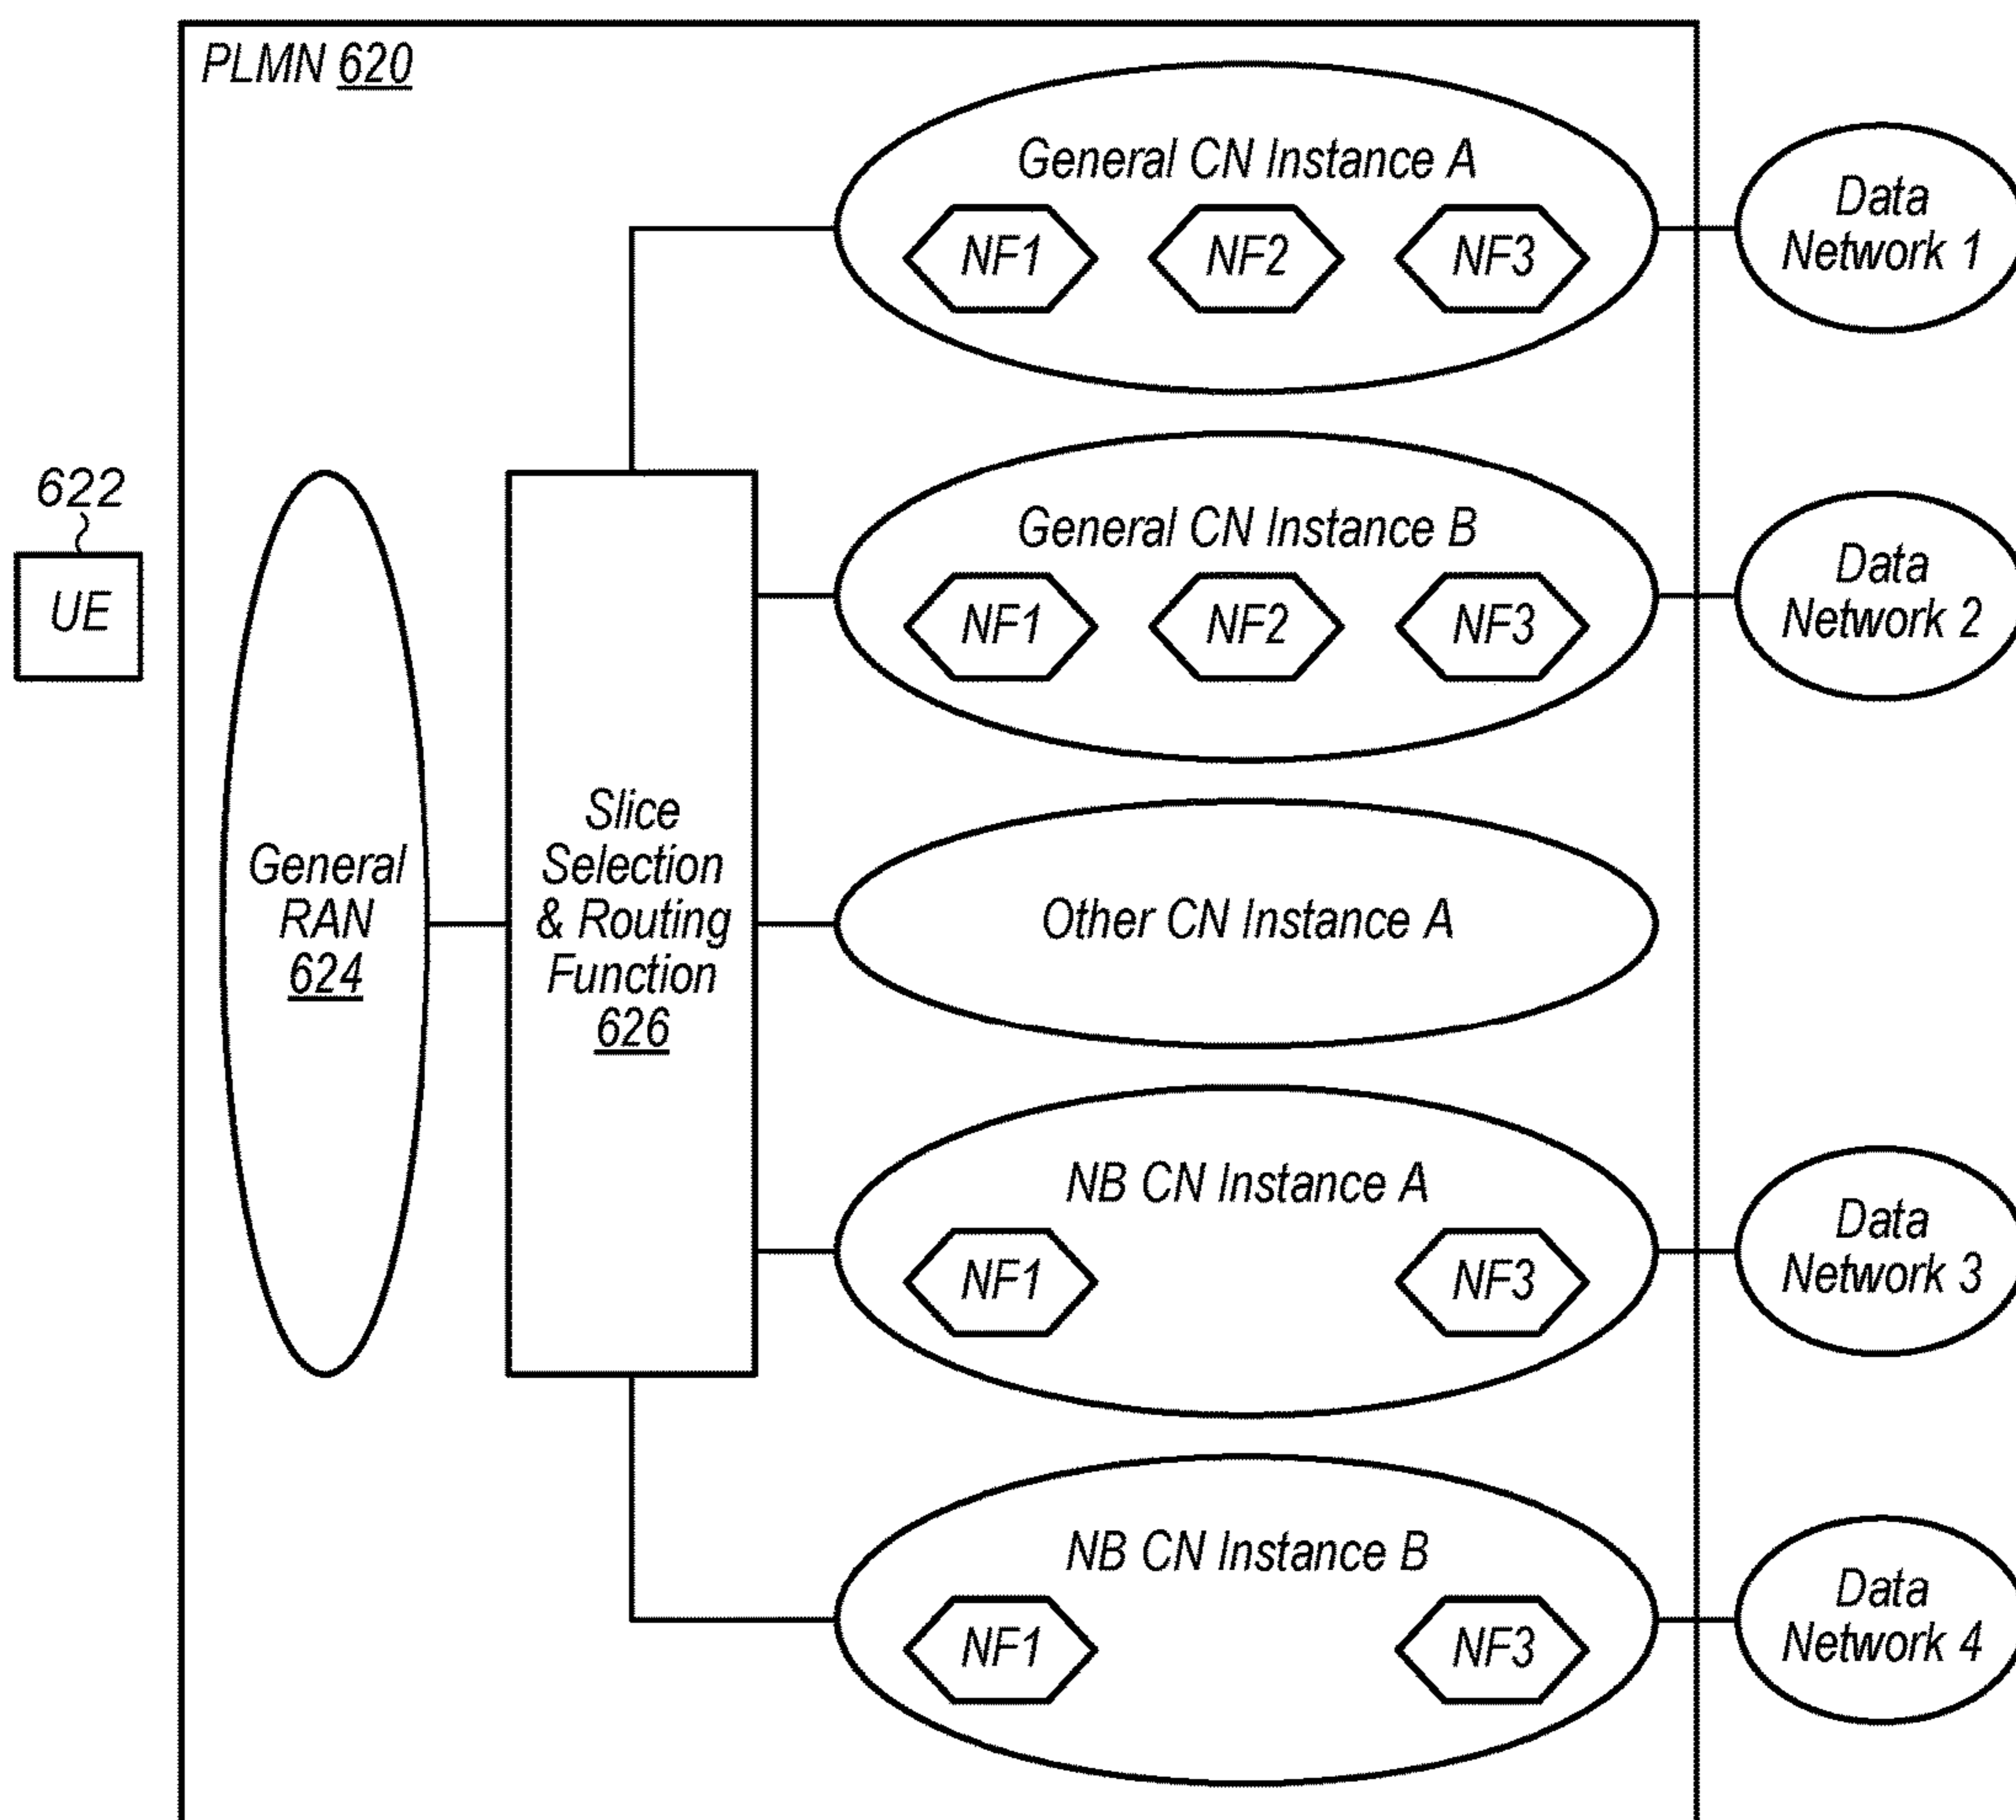 PLMN 620
General CN Instance A
NF1 NF2 NF3
Data
Network 1
622
UE
General CN Instance B
NF1 NF2 NF3
Data
Network 2
General
RAN
624
Slice
Selection
& Routing
Function
626
Other CN Instance A
NB CN Instance A
NF1 NF3
Data
Network 3
NB CN Instance B
NF1 NF3
Data
Network 4